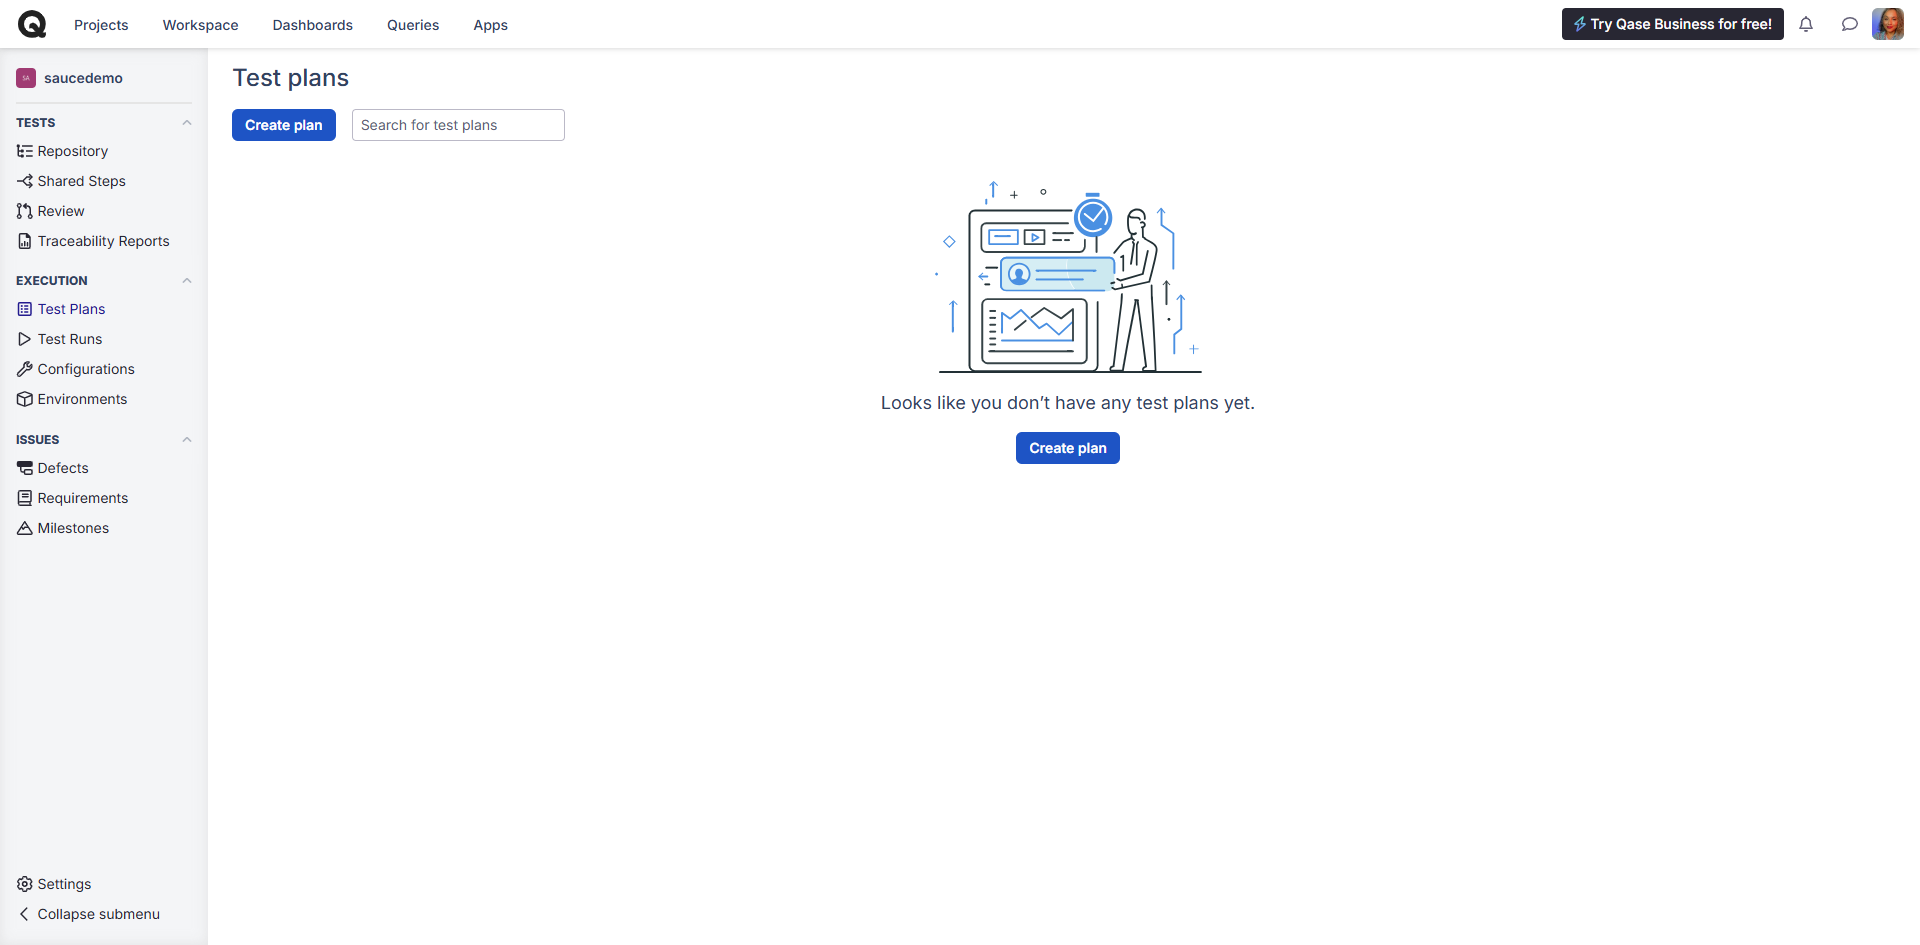 Projects
Workspace
Dashboards
Queries
Apps
Try Qase Business for free!
SA
saucedemo
TESTS
Repository
Shared Steps
Review
Traceability Reports
EXECUTION
Test Plans
Test Runs
Configurations
Environments
ISSUES
Defects
Requirements
Milestones
Settings
Collapse submenu
Test plans
Create plan
Search for test plans
Looks like you don’t have any test plans yet.
Create plan